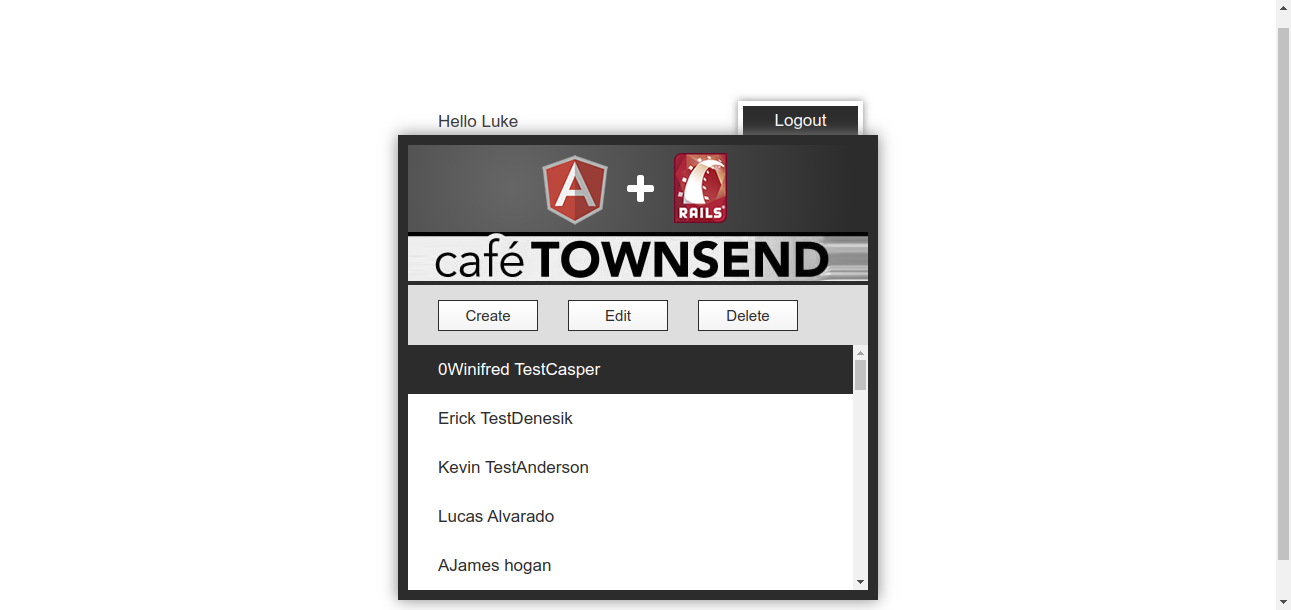 Hello Luke
Logout
A
RAILS
café TOWNSEND
Create Edit Delete
0Winifred TestCasper
Erick TestDenesik
Kevin TestAnderson
Lucas Alvarado
AJames hogan